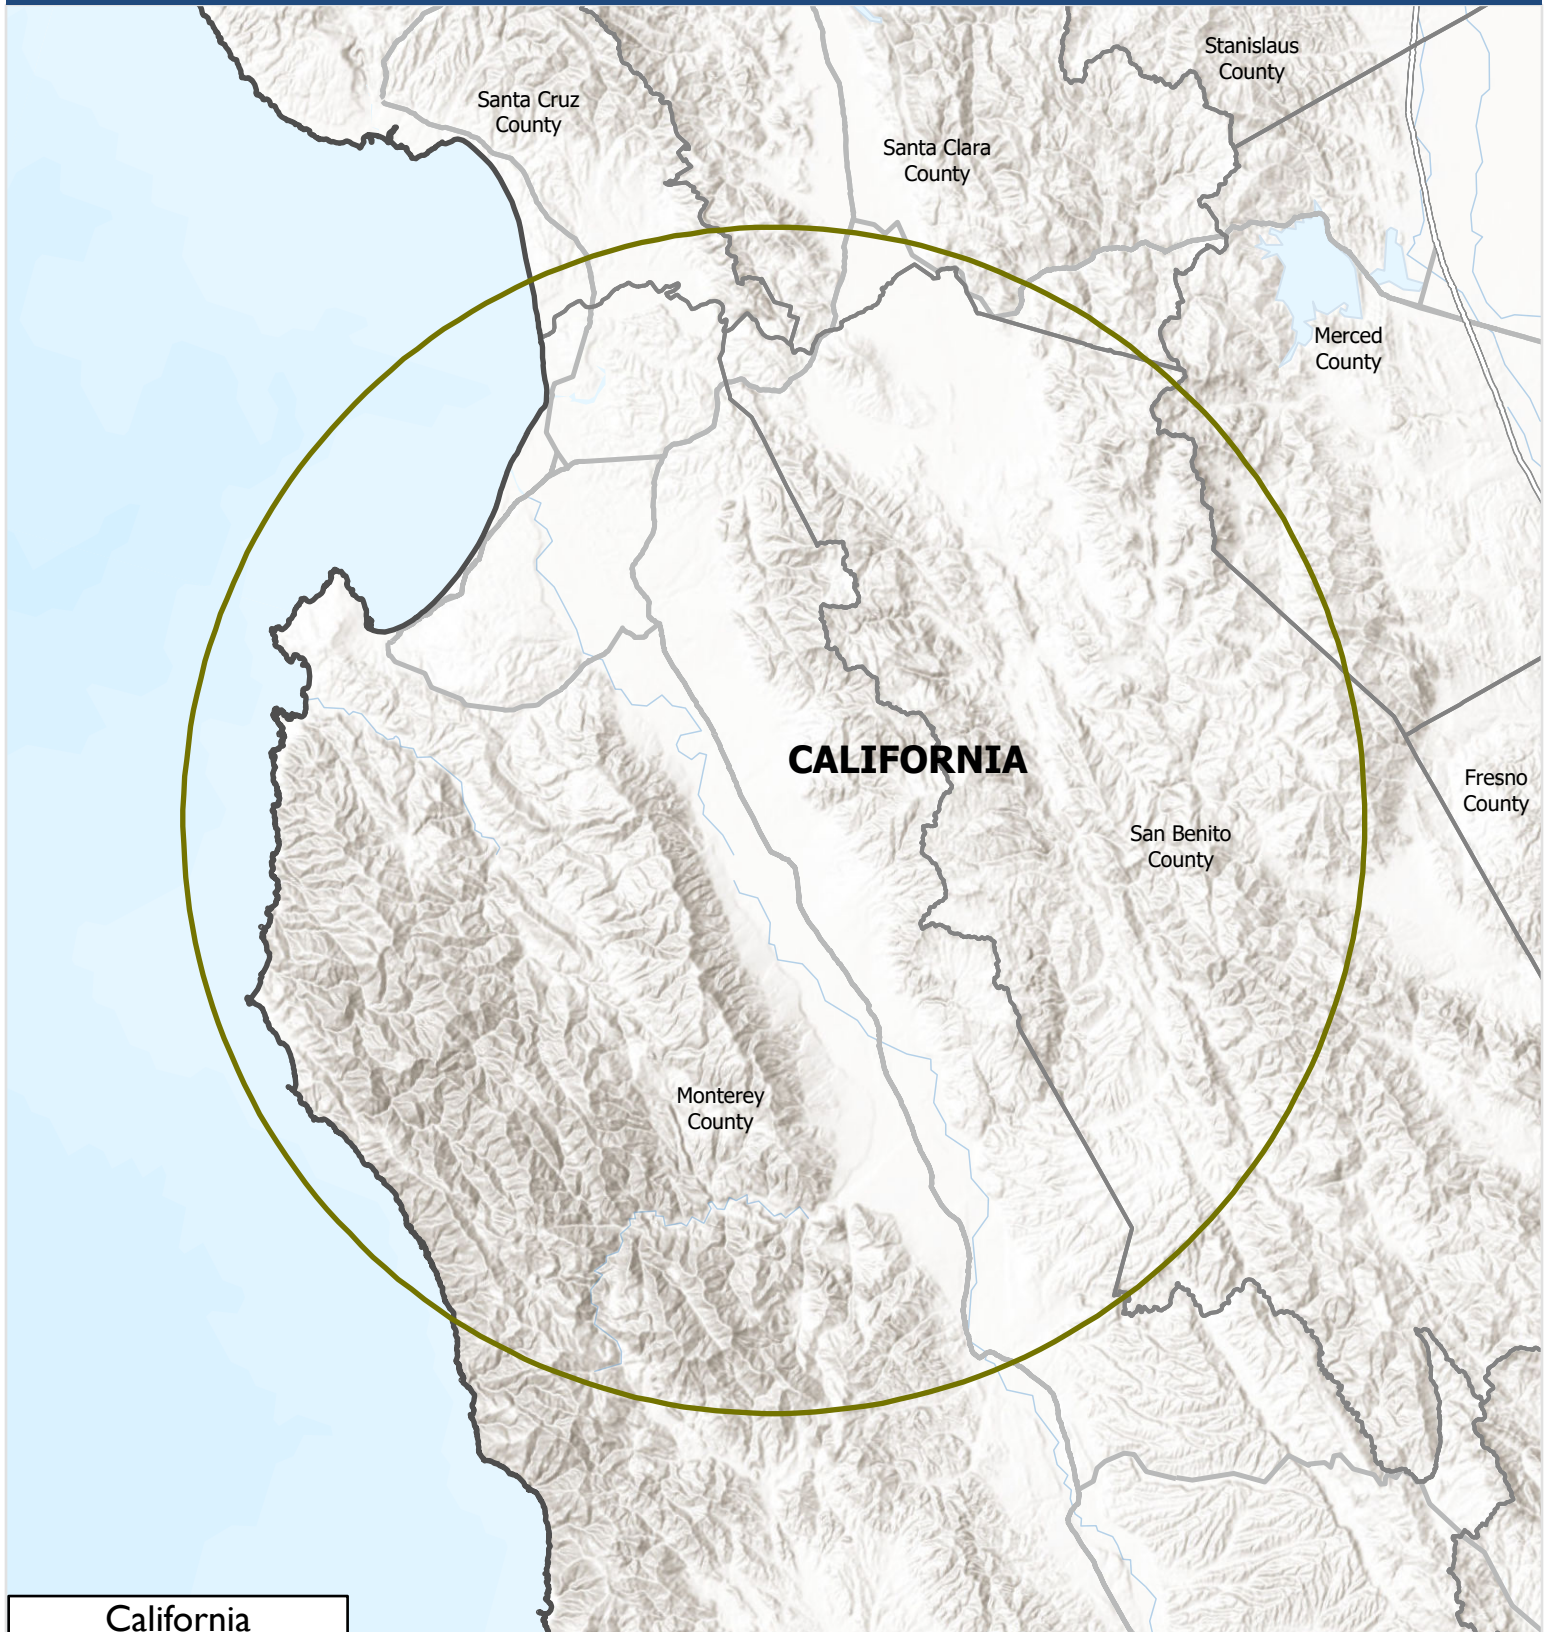 Stanislaus
County
Santa Cruz
County
Santa Clara
County
Merced
County
CALIFORNIA
Fresno
County
San Benito
County
Monterey
County
California